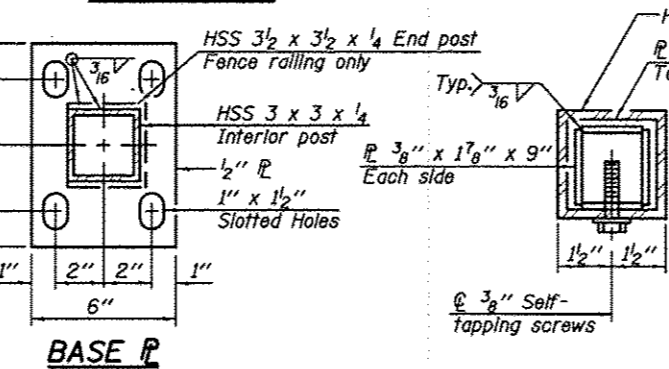 HSS 3½ x 3½ x ¼ End post
Fence railing only
3/16
HSS 3 x 3 x ¼
Interior post
½" ℄
1" x 1½"
Slotted Holes
1"
2"
2"
1"
6"
BASE ℄
Typ.
3/16
℄ ⅜" x 1⅞" x 9"
Each side
1½"
1½"
℄ ⅜" Self-
tapping screws